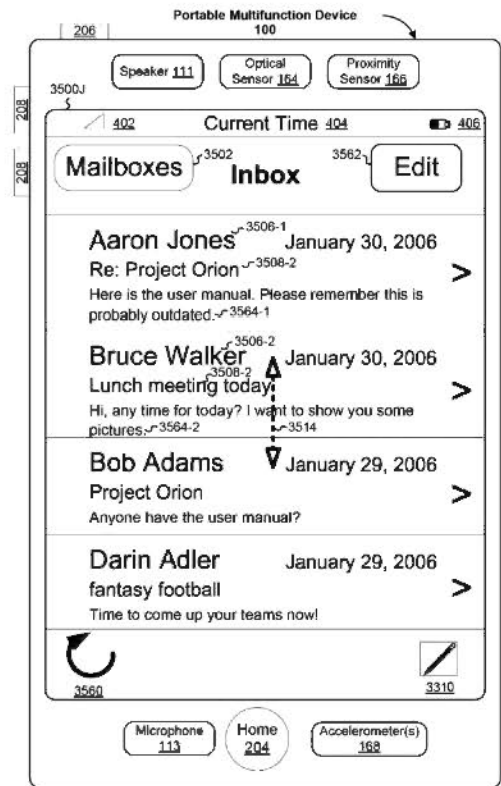 Portable Multifunction Device
206
100
Speaker 111
Optical
Sensor 164
Proximity
Sensor 166
3500J
208
402
Current Time 404
406
208
Mailboxes
3502
Inbox
3562
Edit
Aaron Jones
3506-1
January 30, 2006
Re: Project Orion
3508-2
>
Here is the user manual. Please remember this is
probably outdated.
3564-1
3506-2
Bruce Walker
January 30, 2006
3508-2
Lunch meeting today
>
Hi, any time for today? I want to show you some
pictures.
3564-2
3514
Bob Adams
January 29, 2006
Project Orion
>
Anyone have the user manual?
Darin Adler
January 29, 2006
fantasy football
>
Time to come up your teams now!
3560
3310
Microphone
113
Home
204
Accelerometer(s)
168